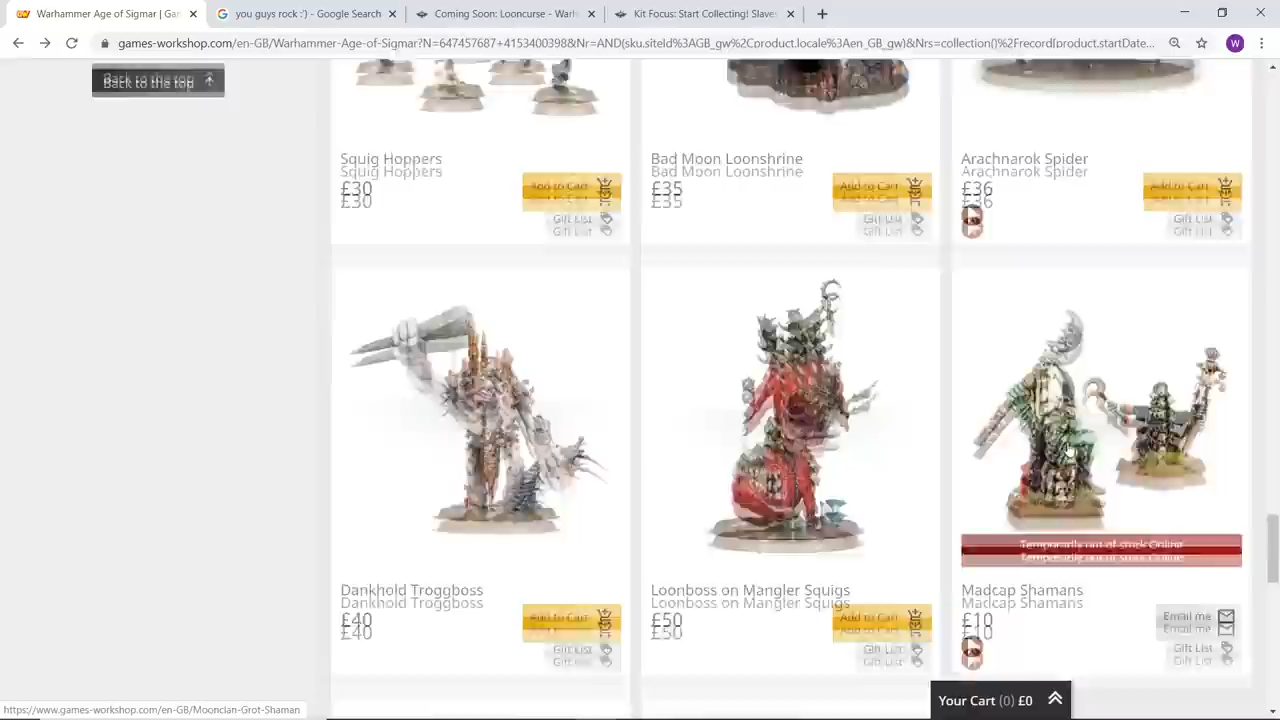 Warhammer Age of Sigmar | Gan
you guys rock :') - Google Search
Coming Soon: Looncurse - Warh
Kit Focus: Start Collecting! Slaves
games-workshop.com/en-GB/Warhammer-Age-of-Sigmar?N=647457687+4153400398&Nr=AND(sku.siteId%3AGB_gw%2Cproduct.locale%3Aen_GB_gw)&Nrs=collection()%2Frecord[product.startDate...
W
Back to the top
Squig Hoppers
£30
Add to Cart
Gift List
Bad Moon Loonshrine
£35
Add to Cart
Gift List
Arachnarok Spider
£36
Add to Cart
Gift List
Temporarily out of stock Online
Dankhold Troggboss
£40
Add to Cart
Gift List
Loonboss on Mangler Squigs
£50
Add to Cart
Gift List
Madcap Shamans
£10
Email me
Gift List
Your Cart (0) £0
https://www.games-workshop.com/en-GB/Moonclan-Grot-Shaman